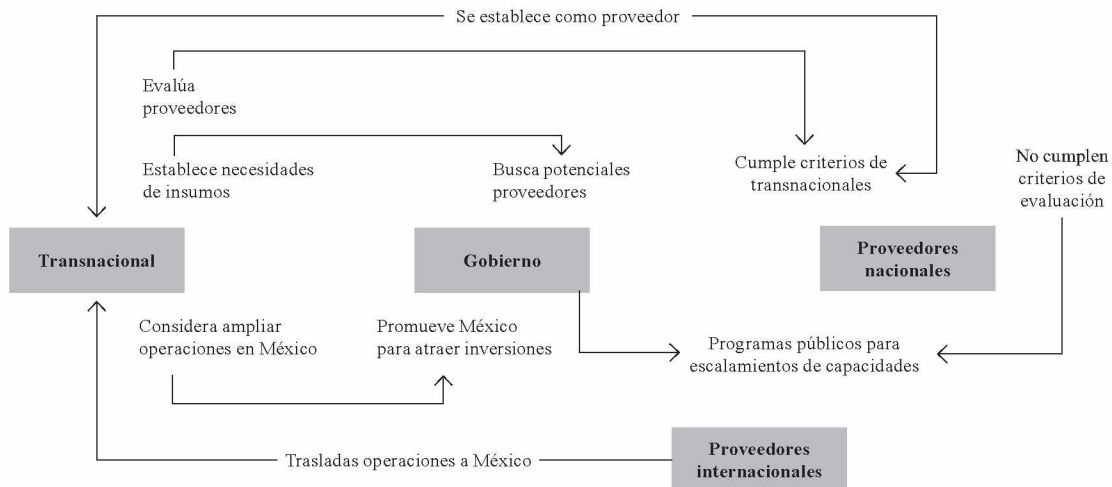 Se establece como proveedor
Evalúa
proveedores
Establece necesidades
de insumos
Busca potenciales
proveedores
Cumple criterios de
transnacionales
No cumplen
criterios de
evaluación
Transnacional
Gobierno
Proveedores
nacionales
Considera ampliar
operaciones en México
Promueve México
para atraer inversiones
Programas públicos para
escalamientos de capacidades
Trasladas operaciones a México
Proveedores
internacionales